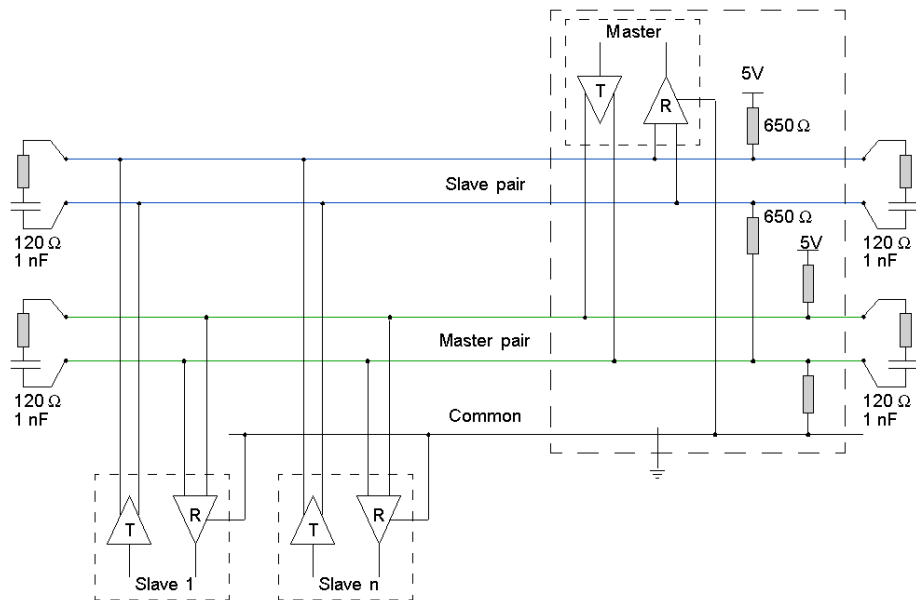 Master
T
R
5V
650 Ω
Slave pair
120 Ω
1 nF
650 Ω
5V
120 Ω
1 nF
Master pair
120 Ω
1 nF
120 Ω
1 nF
Common
T
R
T
R
Slave 1
Slave n